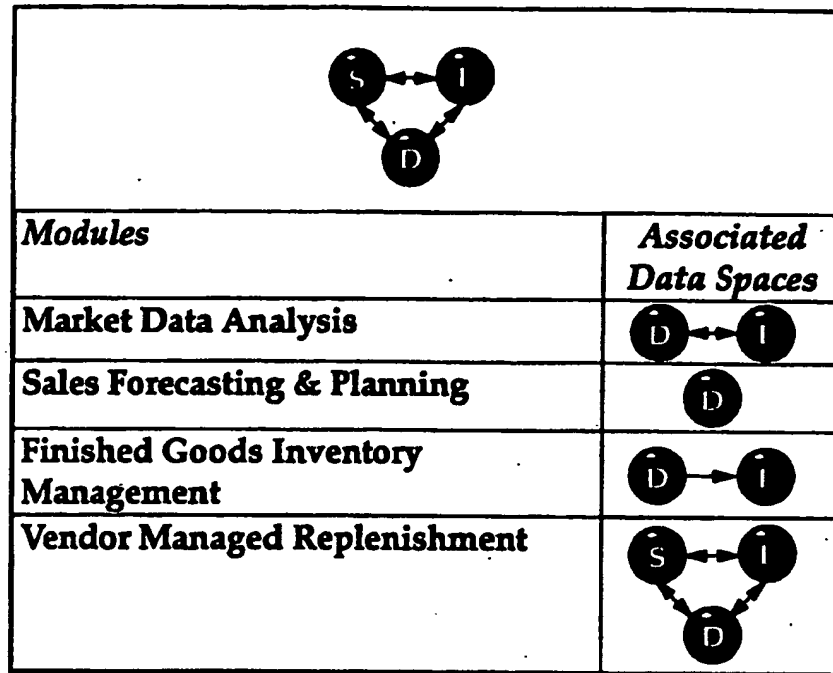 S I
D
Modules
Associated
Data Spaces
Market Data Analysis
D I
Sales Forecasting & Planning
D
Finished Goods Inventory
Management
D I
Vendor Managed Replenishment
S I
D